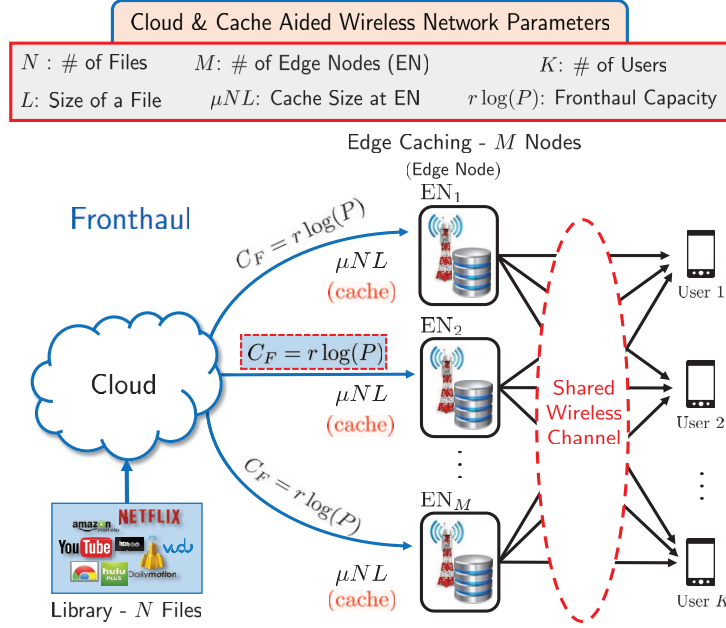 Cloud & Cache Aided Wireless Network Parameters
N : # of Files M: # of Edge Nodes (EN) K: # of Users
L: Size of a File μNL: Cache Size at EN r log(P): Fronthaul Capacity
Edge Caching - M Nodes
(Edge Node)
Fronthaul
C_F = r log(P)
EN₁
μNL
(cache)
User 1
C_F = r log(P)
EN₂
μNL
(cache)
Cloud
Shared
Wireless
Channel
User 2
C_F = r log(P)
EN_M
μNL
(cache)
User K
amazon
NETFLIX
YouTube
vudu
hulu
PLUS
Dailymotion
Library - N Files